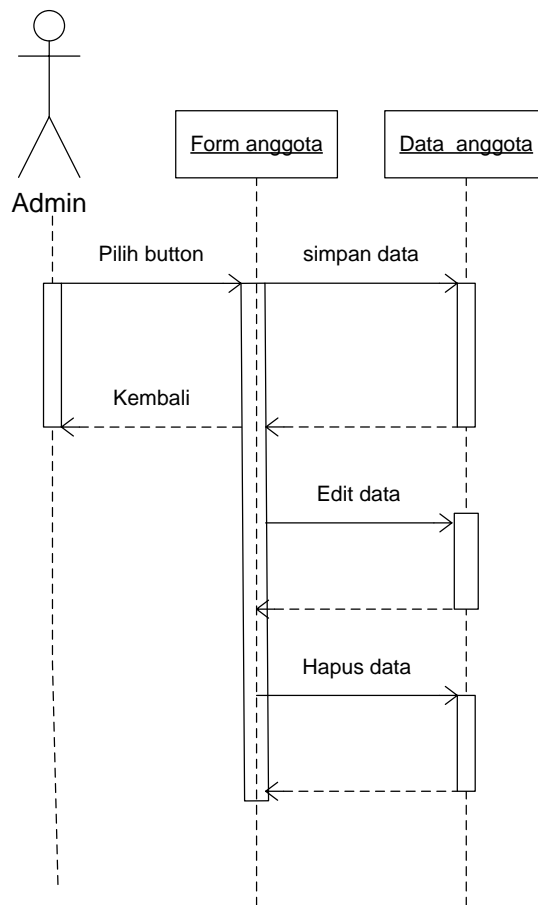 Form anggota
Data anggota
Admin
Pilih button
simpan data
Kembali
Edit data
Hapus data